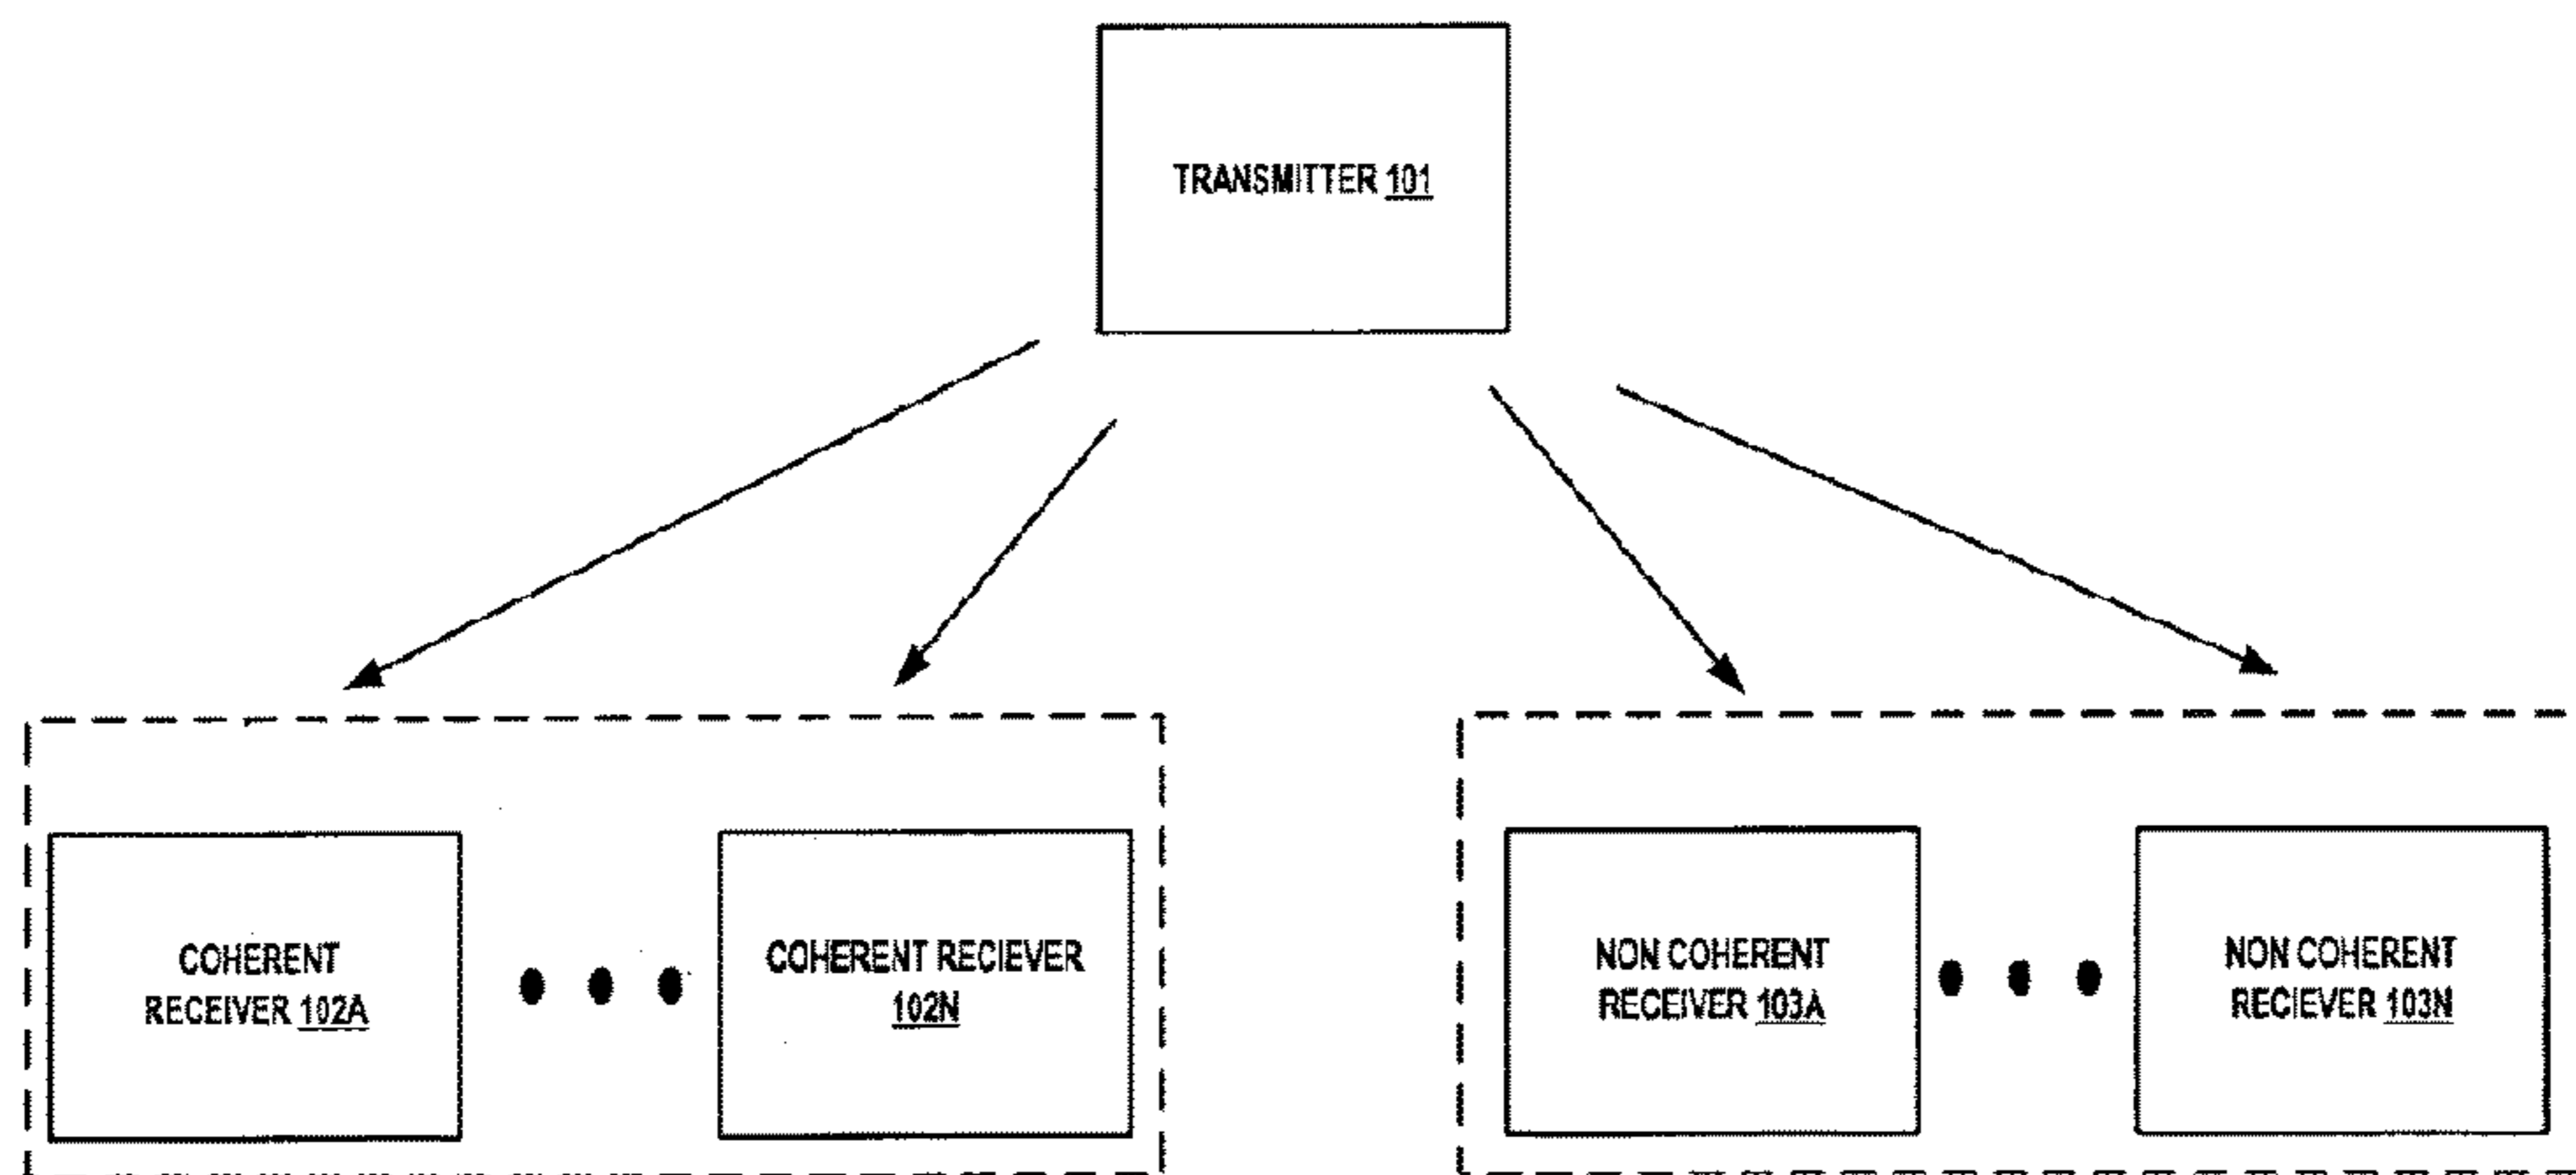 TRANSMITTER 101
COHERENT
RECEIVER 102A
COHERENT RECIEVER
102N
NON COHERENT
RECEIVER 103A
NON COHERENT
RECIEVER 103N